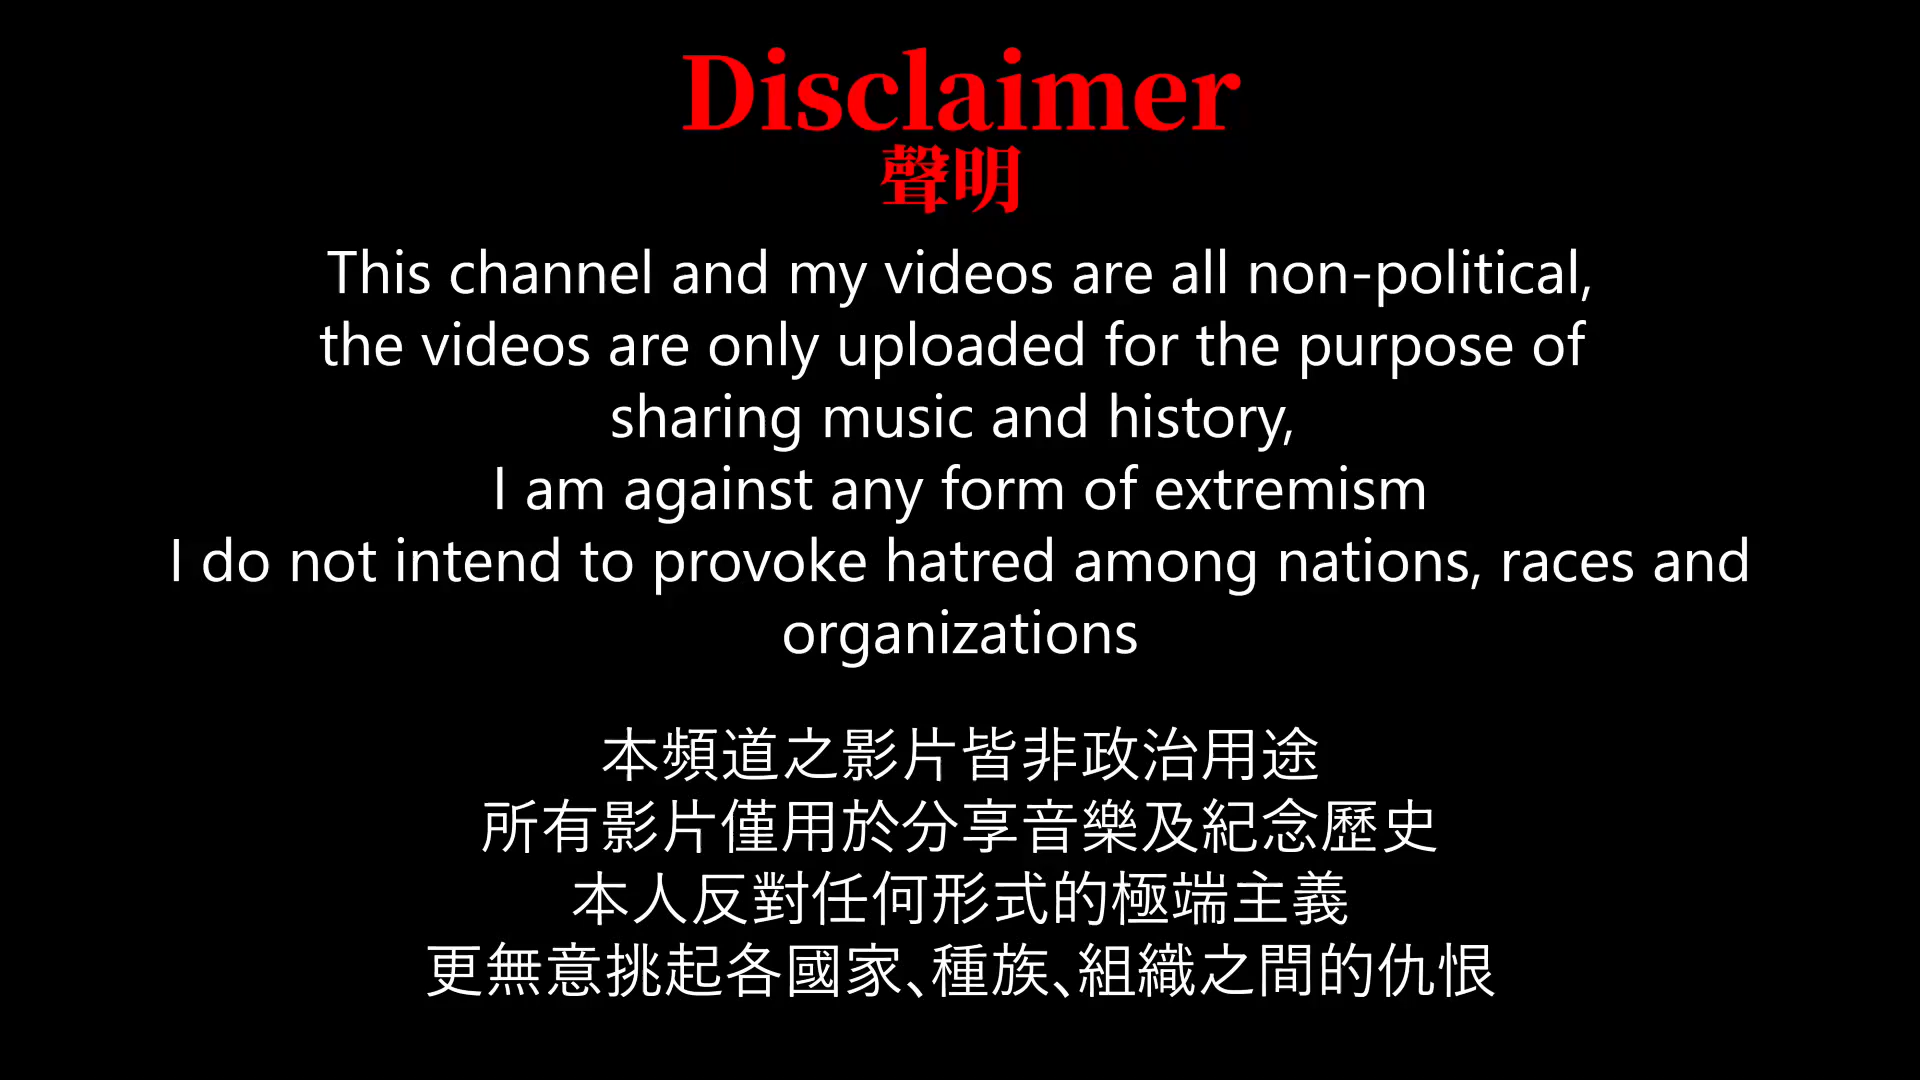 Disclaimer
聲明
This channel and my videos are all non-political,
the videos are only uploaded for the purpose of
sharing music and history,
I am against any form of extremism
I do not intend to provoke hatred among nations, races and
organizations
本頻道之影片皆非政治用途
所有影片僅用於分享音樂及紀念歷史
本人反對任何形式的極端主義
更無意挑起各國家、種族、組織之間的仇恨